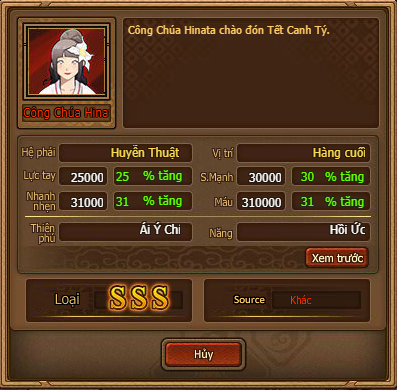 Công Chúa Hinata chào đón Tết Canh Tý.
Công Chúa Hina
Hệ phái Huyễn Thuật Vị trí Hàng cuối
Lực tay 25000 25 % tăng S.Mạnh 30000 30 % tăng
Nhanh nhẹn 31000 31 % tăng Máu 310000 31 % tăng
Thiên phú Ái Ý Chi Năng Hồi Ức
Xem trước
Loại SSS Source Khác
Hủy